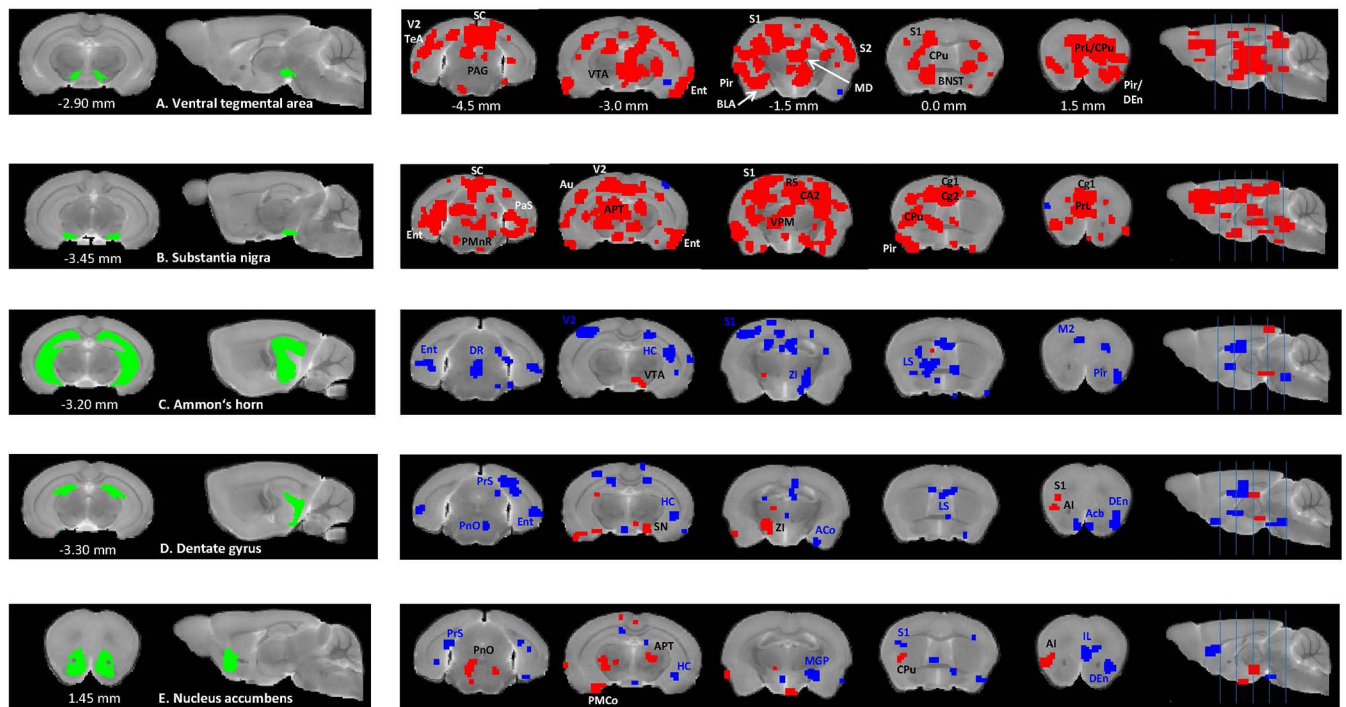 SC
V2
TeA
PAG
-4.5 mm
VTA
Ent
-3.0 mm
S1
S2
Pir
BLA
MD
-1.5 mm
S1
CPu
BNST
0.0 mm
PrL/CPu
Pir/
DEn
1.5 mm
-2.90 mm
A. Ventral tegmental area
SC
PaS
Ent
PMnR
V2
Au
APT
Ent
S1
RS
CA2
VPM
Cg1
Cg2
CPu
Pir
Cg1
PrL
-3.45 mm
B. Substantia nigra
Ent
DR
V2
HC
VTA
S1
ZI
LS
M2
Pir
-3.20 mm
C. Ammon's horn
PrS
PnO
Ent
HC
SN
ZI
ACo
LS
S1
AI
Acb
DEn
-3.30 mm
D. Dentate gyrus
PrS
PnO
APT
HC
PMCo
MGP
S1
CPu
AI
IL
DEn
1.45 mm
E. Nucleus accumbens